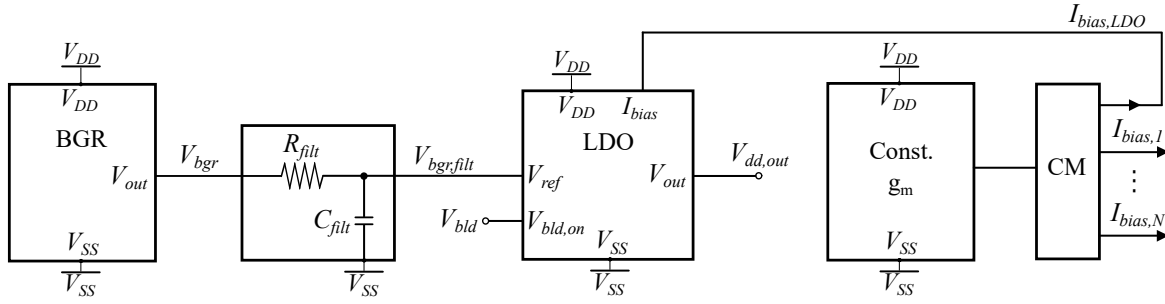 I_{bias,LDO}
V_{DD}
V_{DD}
BGR
V_{out}
V_{SS}
V_{SS}
V_{bgr}
R_{filt}
C_{filt}
V_{SS}
V_{bgr,filt}
V_{bld}
V_{DD}
V_{DD}
I_{bias}
LDO
V_{ref}
V_{out}
V_{bld,on}
V_{SS}
V_{SS}
V_{dd,out}
V_{DD}
V_{DD}
Const.
g_m
V_{SS}
V_{SS}
CM
I_{bias,1}
⋮
I_{bias,N}